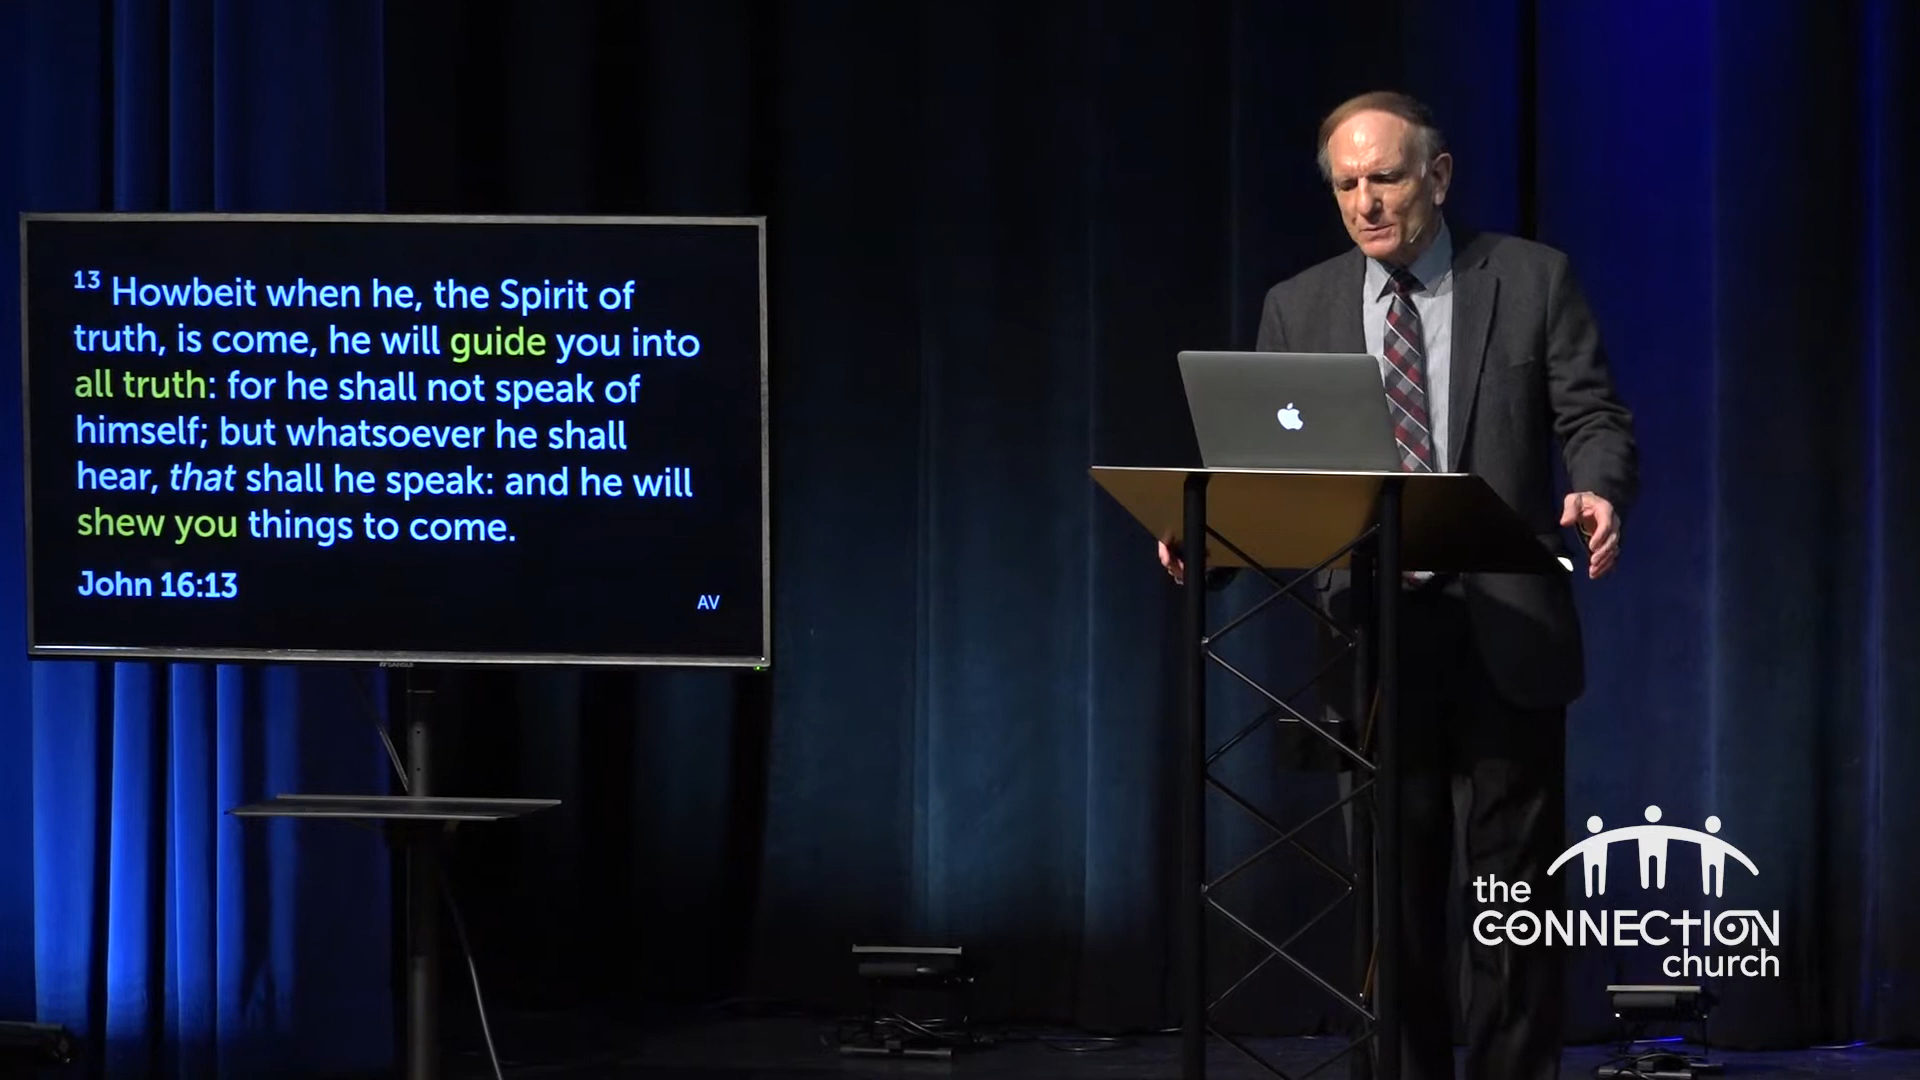 13 Howbeit when he, the Spirit of
truth, is come, he will guide you into
all truth: for he shall not speak of
himself; but whatsoever he shall
hear, that shall he speak: and he will
shew you things to come.
John 16:13
AV
SANSUI
the
CONNECTION
church